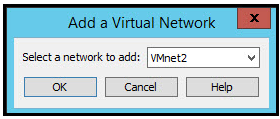 Add a Virtual Network
x
Select a network to add: VMnet2
OK Cancel Help